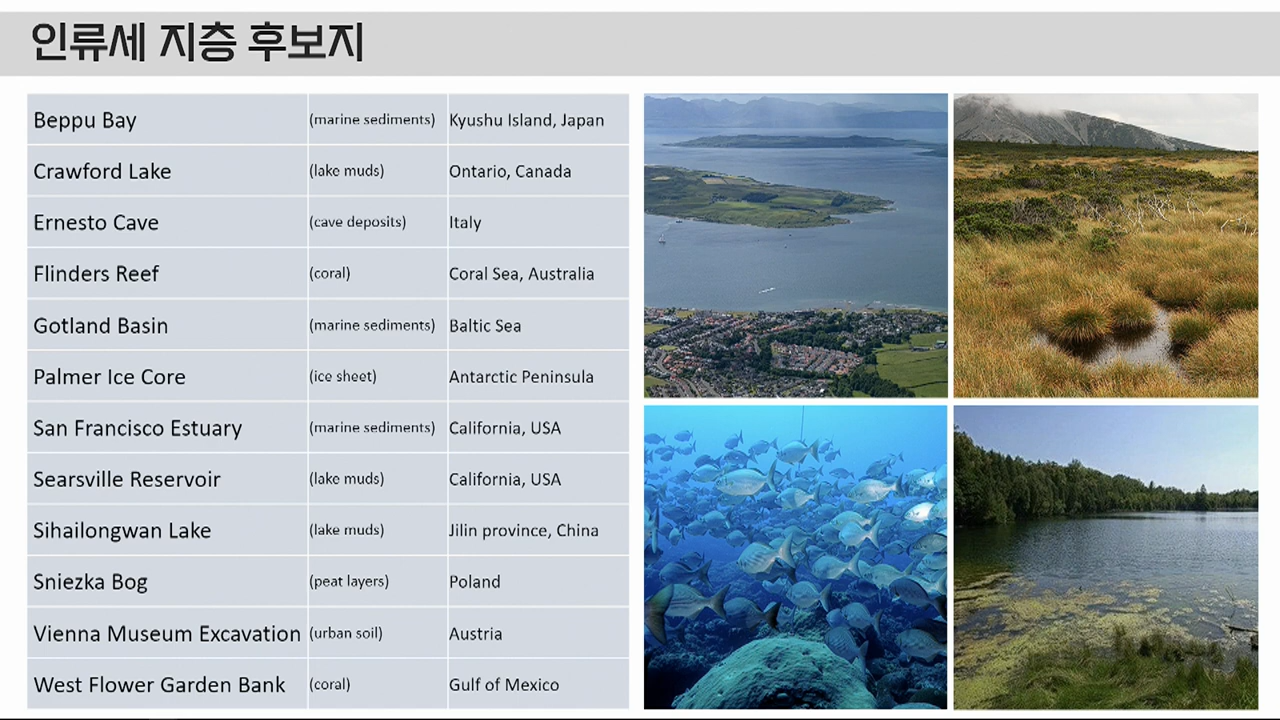 인류세 지층 후보지
Beppu Bay (marine sediments) Kyushu Island, Japan
Crawford Lake (lake muds) Ontario, Canada
Ernesto Cave (cave deposits) Italy
Flinders Reef (coral) Coral Sea, Australia
Gotland Basin (marine sediments) Baltic Sea
Palmer Ice Core (ice sheet) Antarctic Peninsula
San Francisco Estuary (marine sediments) California, USA
Searsville Reservoir (lake muds) California, USA
Sihailongwan Lake (lake muds) Jilin province, China
Sniezka Bog (peat layers) Poland
Vienna Museum Excavation (urban soil) Austria
West Flower Garden Bank (coral) Gulf of Mexico